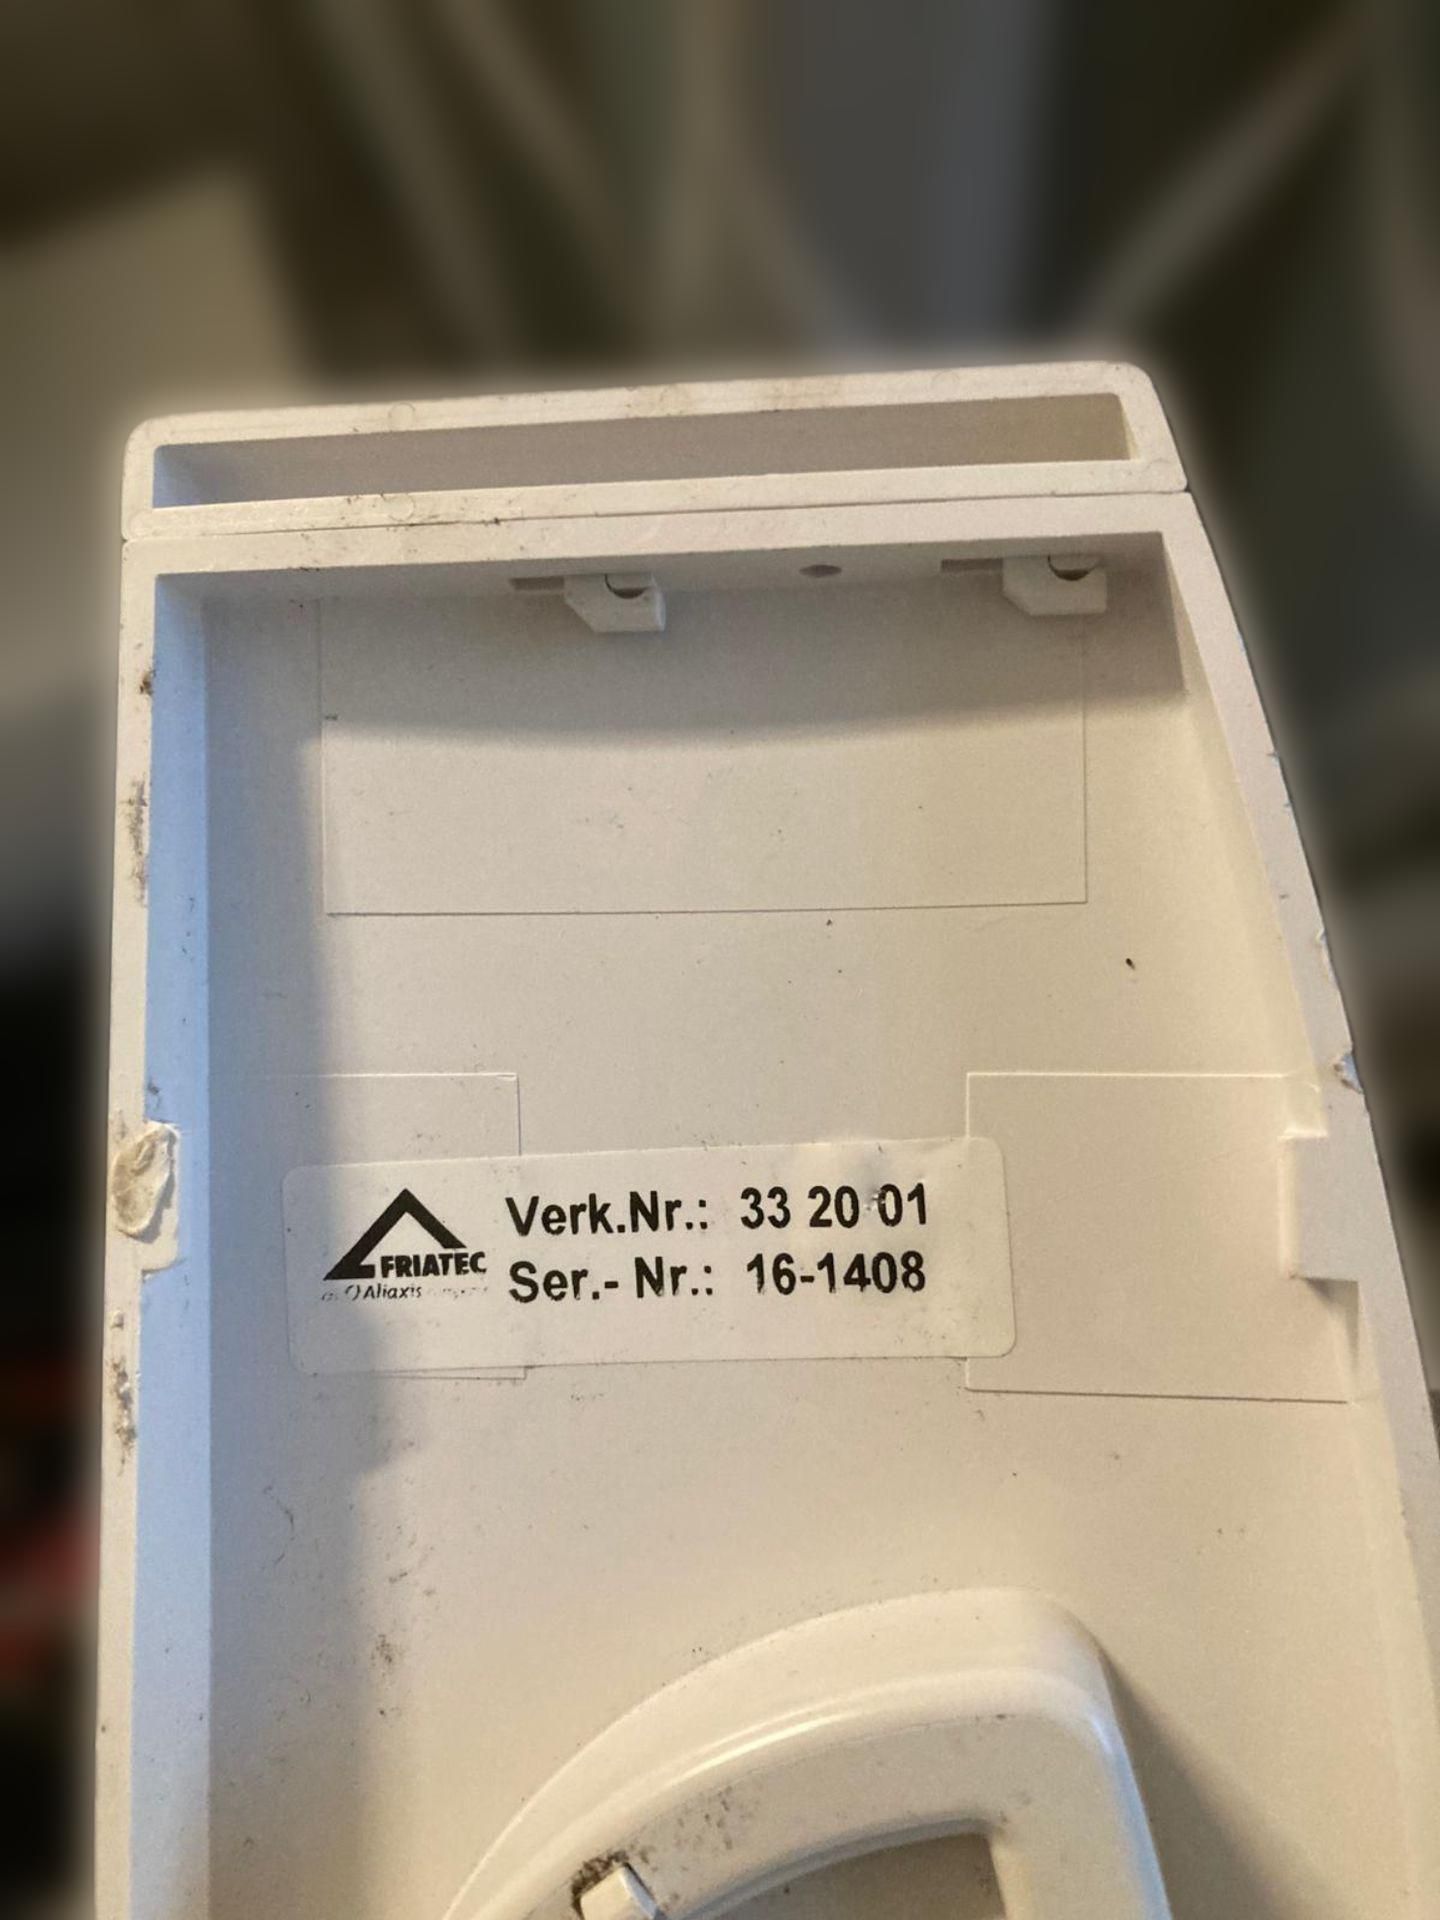 Verk.Nr.: 33 20 01
Ser.- Nr.: 16-1408
FRIATEC
Aliaxis